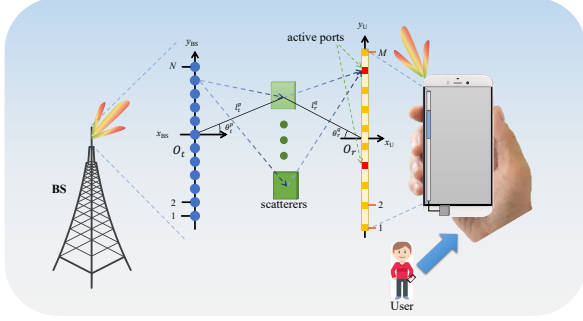 y_BS
N
x_BS
O_t
2
1
BS
l_t^p
θ_t^p
l_r^q
θ_r^q
scatterers
active ports
y_U
M
x_U
O_r
2
1
User